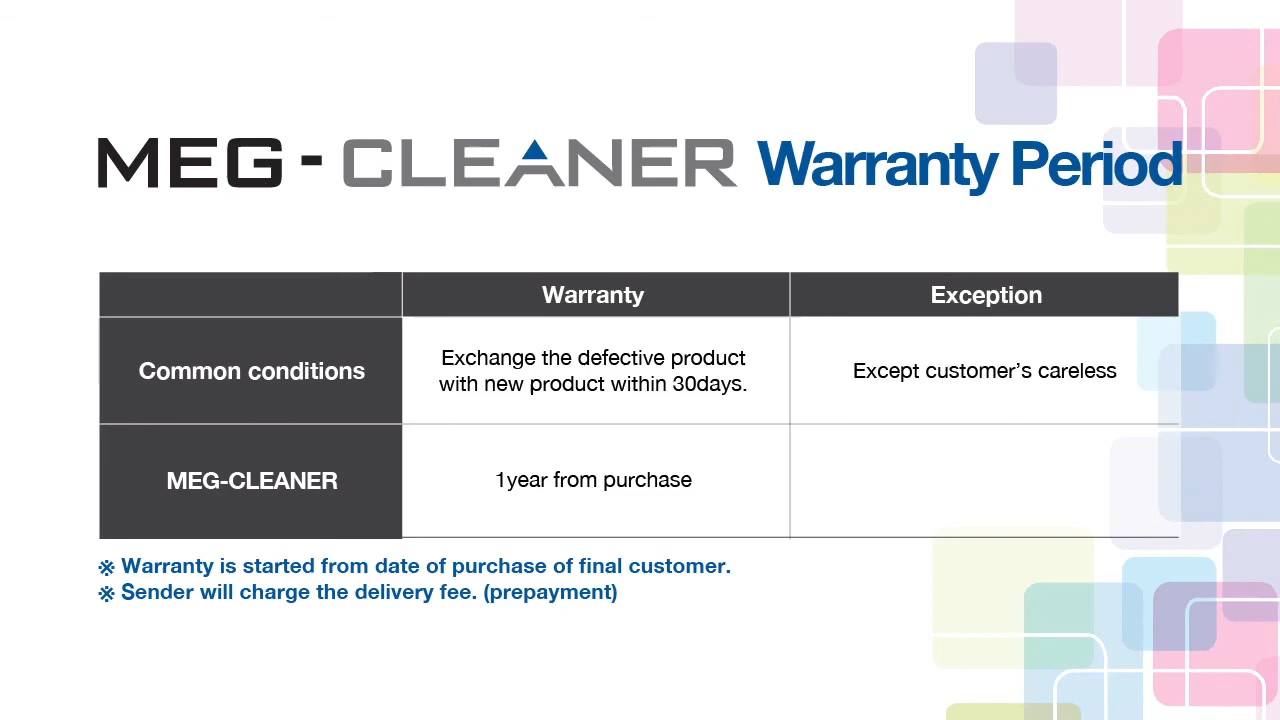 MEG - CLEANER Warranty Period
Warranty Exception
Common conditions
Exchange the defective product
with new product within 30days.
Except customer's careless
MEG-CLEANER
1year from purchase
※ Warranty is started from date of purchase of final customer.
※ Sender will charge the delivery fee. (prepayment)